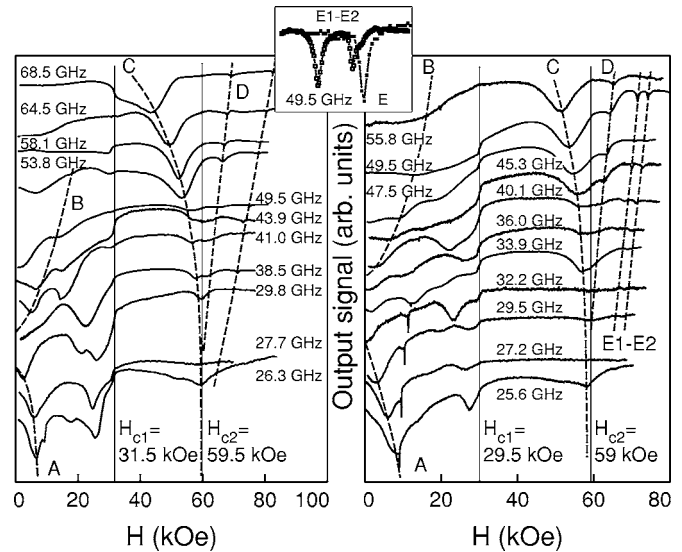 E1-E2
49.5 GHz
E
C
D
B
A
68.5 GHz
64.5 GHz
58.1 GHz
53.8 GHz
49.5 GHz
43.9 GHz
41.0 GHz
38.5 GHz
29.8 GHz
27.7 GHz
26.3 GHz
Hc1=
31.5 kOe
Hc2=
59.5 kOe
0 20 40 60 80 100
H (kOe)
Output signal (arb. units)
B
C
D
55.8 GHz
49.5 GHz
47.5 GHz
45.3 GHz
40.1 GHz
36.0 GHz
33.9 GHz
32.2 GHz
29.5 GHz
E1-E2
27.2 GHz
25.6 GHz
Hc1=
29.5 kOe
Hc2=
59 kOe
A
0 20 40 60 80
H (kOe)